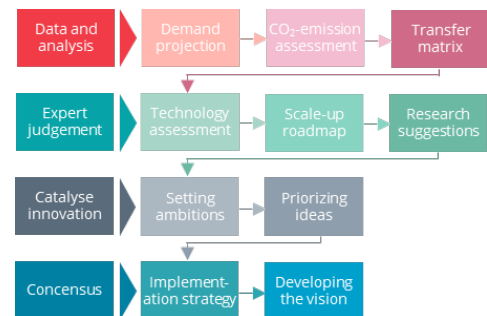 Data and
analysis
Demand
projection
CO₂-emission
assessment
Transfer
matrix
Expert
judgement
Technology
assessment
Scale-up
roadmap
Research
suggestions
Catalyse
innovation
Setting
ambitions
Priorizing
ideas
Concensus
Implement-
ation strategy
Developing
the vision